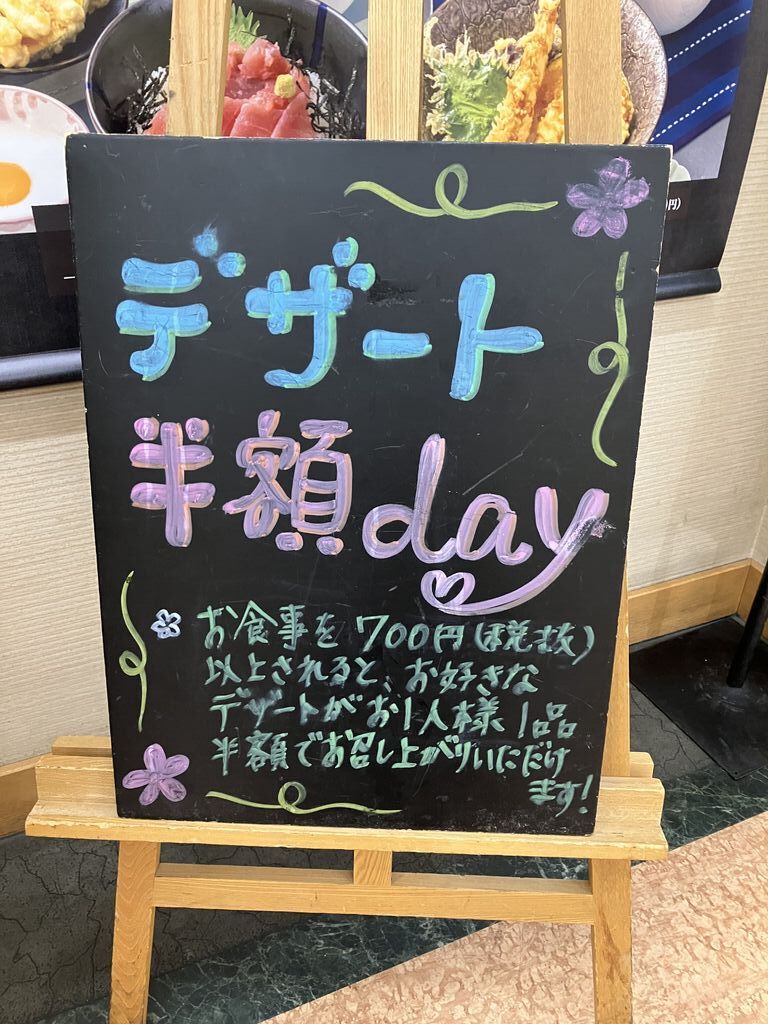 デザート
半額day
お食事を700円(税抜)
以上されると、お好きな
デザートがお1人様1品
半額でお召し上がりいただけ
ます!
円)